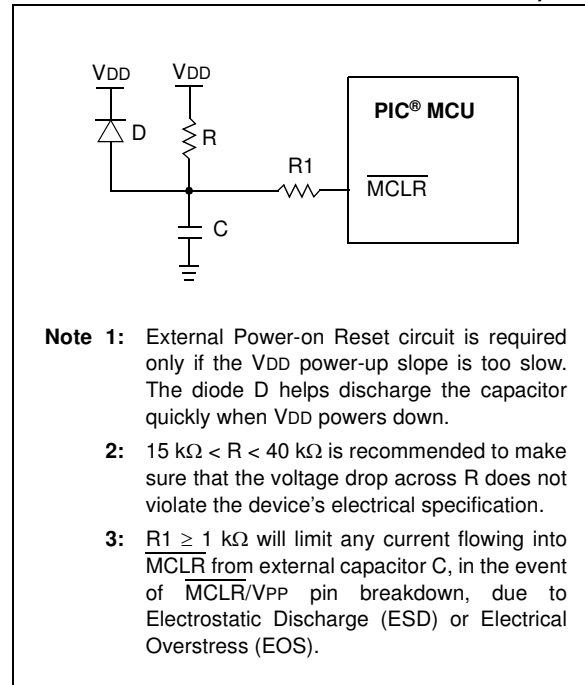 VDD VDD
D R
R1
C
PIC® MCU
MCLR
Note 1: External Power-on Reset circuit is required
only if the VDD power-up slope is too slow.
The diode D helps discharge the capacitor
quickly when VDD powers down.
2: 15 kΩ < R < 40 kΩ is recommended to make
sure that the voltage drop across R does not
violate the device's electrical specification.
3: R1 ≥ 1 kΩ will limit any current flowing into
MCLR from external capacitor C, in the event
of MCLR/VPP pin breakdown, due to
Electrostatic Discharge (ESD) or Electrical
Overstress (EOS).